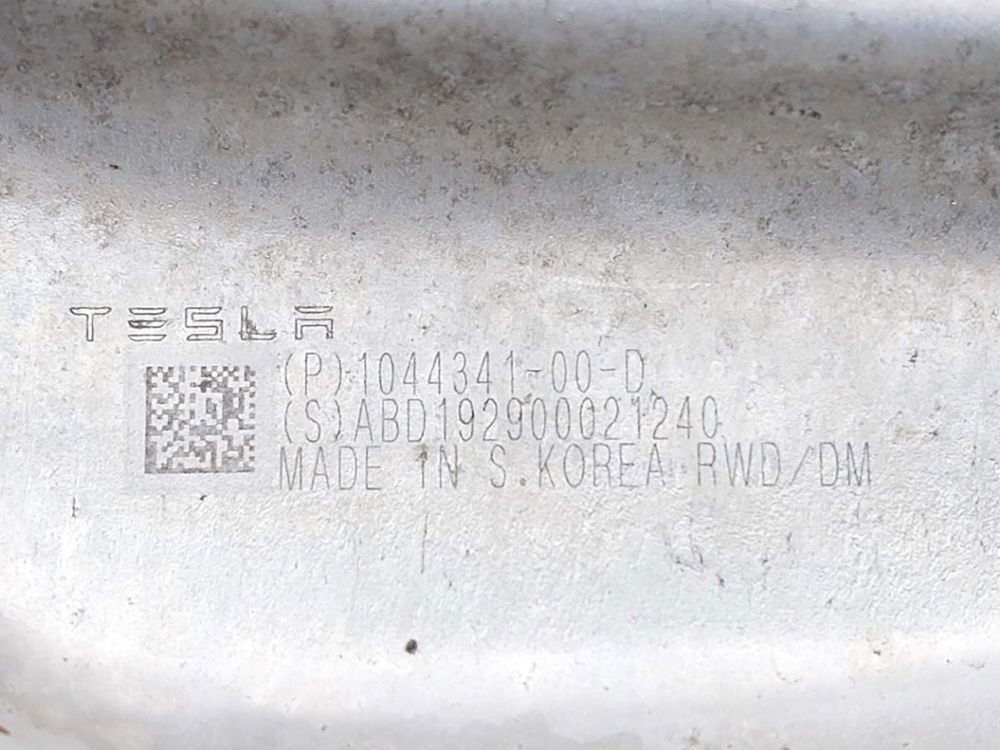 TESLA
(P)1044341-00-D
(S)ABD192900021240
MADE IN S.KOREA RWD/DM